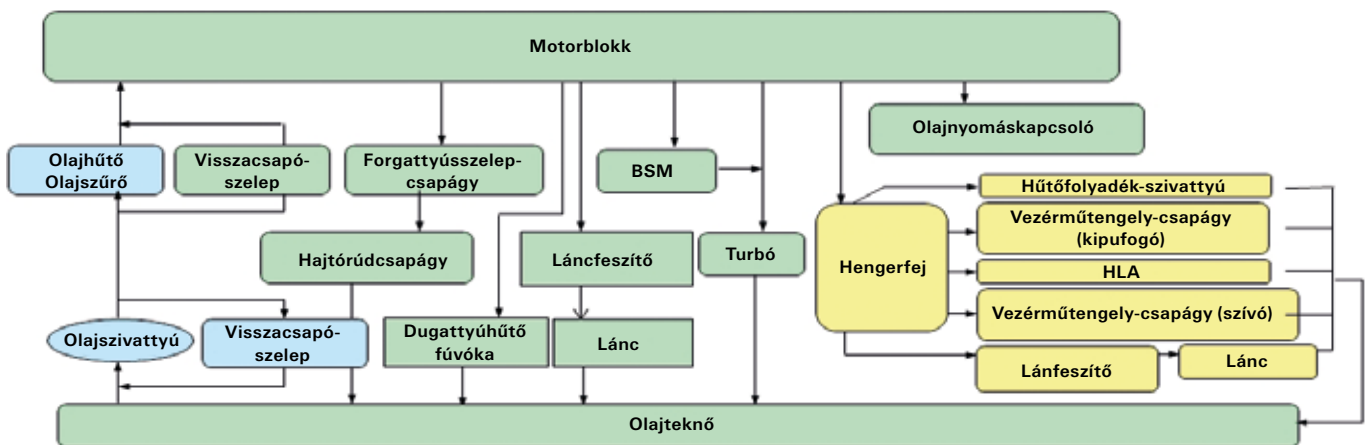 Motorblokk
Olajnyomáskapcsoló
Olajhűtő
Olajszűrő
Visszacsapó-
szelep
Forgattyússzelep-
csapágy
BSM
Hűtőfolyadék-szivattyú
Vezérműtengely-csapágy
(kipufogó)
Hajtórúdcsapágy
Láncfeszítő
Turbó
Hengerfej
HLA
Vezérműtengely-csapágy (szívó)
Olajszivattyú
Visszacsapó-
szelep
Dugattyúhűtő
fúvóka
Lánc
Lánfeszítő
Lánc
Olajteknő